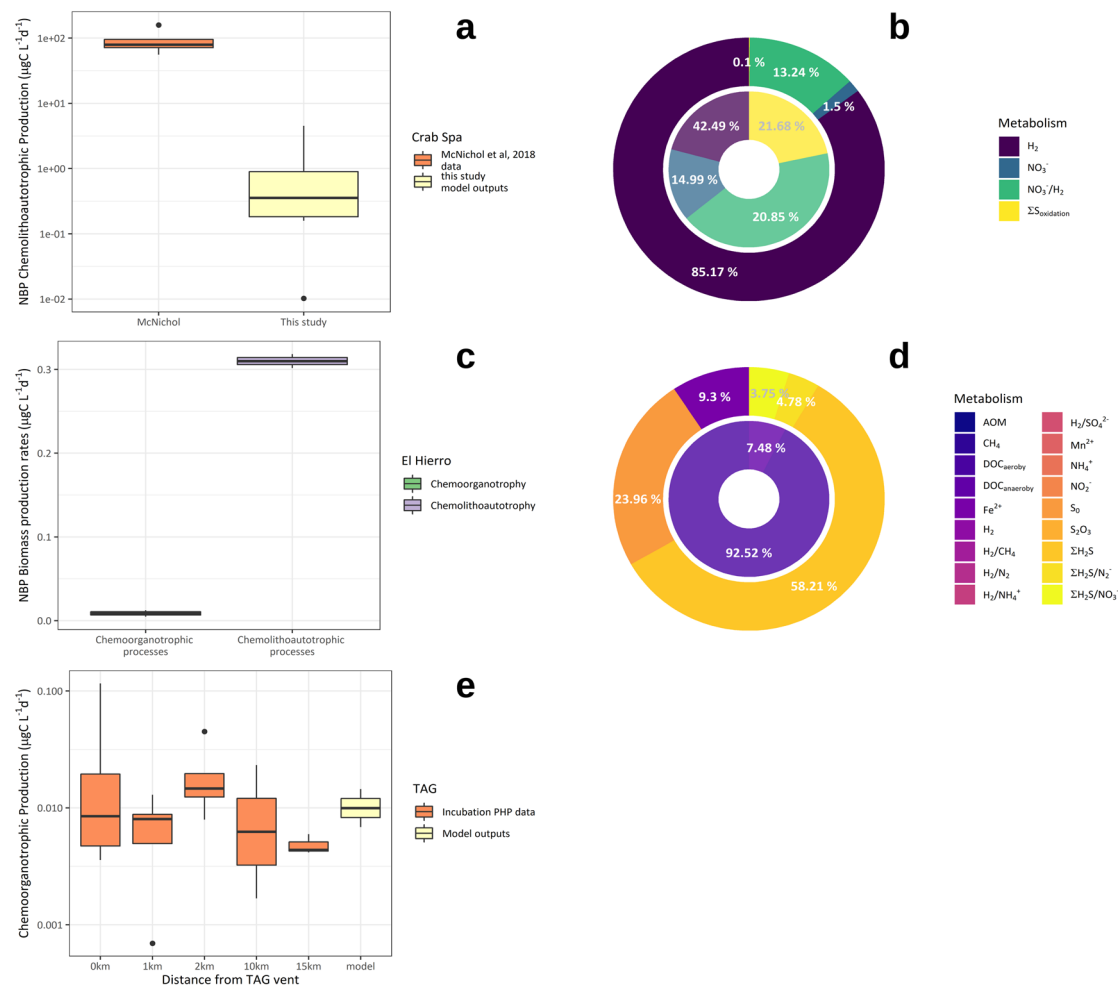 a
NBP Chemolithoautotrophic Production (µgC L⁻¹d⁻¹)
1e+02
1e+01
1e+00
1e-01
1e-02
McNichol
This study
Crab Spa
McNichol et al, 2018
data
this study
model outputs
b
0.1 %
13.24 %
1.5 %
42.49 %
21.68 %
14.99 %
20.85 %
85.17 %
Metabolism
H₂
NO₃⁻
NO₃⁻/H₂
ΣSoxidation
c
NBP Biomass production rates (µgC L⁻¹d⁻¹)
0.3
0.2
0.1
0.0
Chemoorganotrophic
processes
Chemolithoautotrophic
processes
El Hierro
Chemoorganotrophy
Chemolithoautotrophy
d
9.3 %
3.75 %
4.78 %
7.48 %
23.96 %
92.52 %
58.21 %
Metabolism
AOM
CH₄
DOCaeroby
DOCanaeroby
Fe²⁺
H₂
H₂/CH₄
H₂/N₂
H₂/NH₄⁺
H₂/SO₄²⁻
Mn²⁺
NH₄⁺
NO₂⁻
S₀
S₂O₃
ΣH₂S
ΣH₂S/N₂⁻
ΣH₂S/NO₃⁻
e
Chemoorganotrophic Production (µgC L⁻¹d⁻¹)
0.100
0.010
0.001
0km
1km
2km
10km
15km
model
Distance from TAG vent
TAG
Incubation PHP data
Model outputs